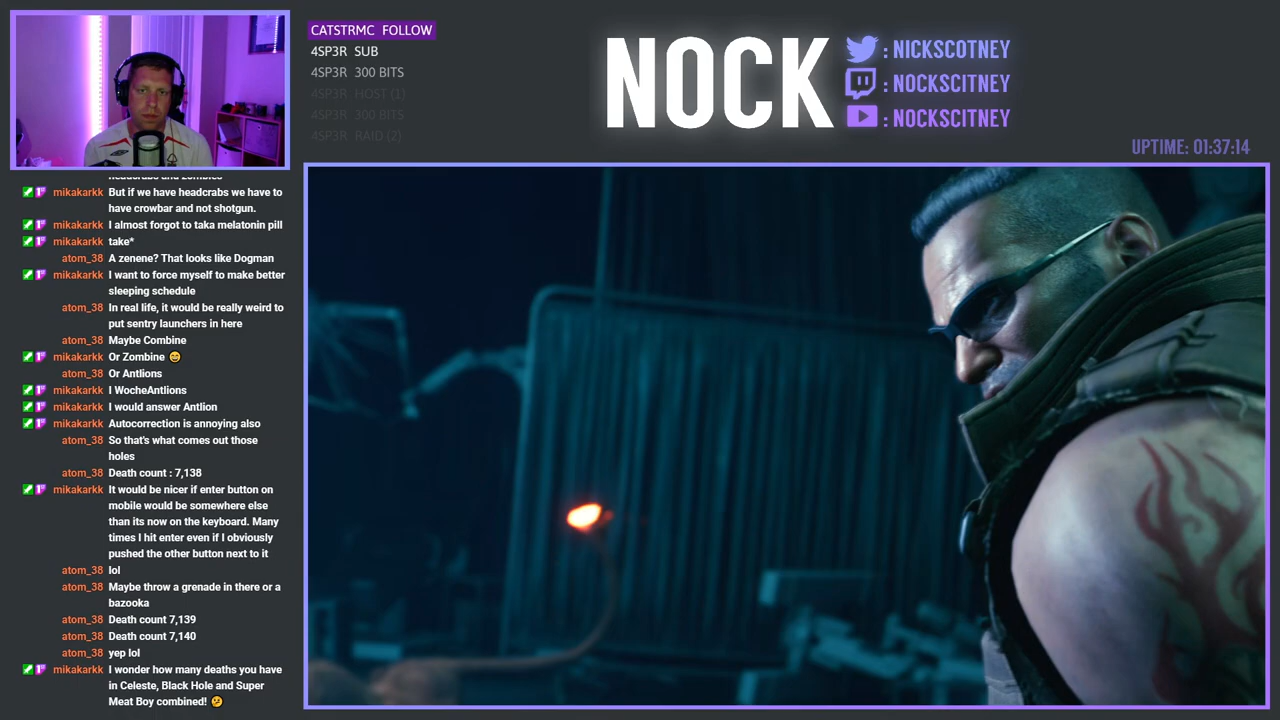 CATSTRMC FOLLOW
4SP3R SUB
4SP3R 300 BITS
4SP3R HOST (1)
4SP3R 300 BITS
4SP3R RAID (2)
NOCK
: NICKSCOTNEY
: NOCKSCITNEY
: NOCKSCITNEY
UPTIME: 01:37:14
headcrabs and zombies
mikakarkk But if we have headcrabs we have to
have crowbar and not shotgun.
mikakarkk I almost forgot to taka melatonin pill
mikakarkk take*
atom_38 A zenene? That looks like Dogman
mikakarkk I want to force myself to make better
sleeping schedule
atom_38 In real life, it would be really weird to
put sentry launchers in here
atom_38 Maybe Combine
mikakarkk Or Zombine 😄
atom_38 Or Antlions
mikakarkk I WocheAntlions
mikakarkk I would answer Antlion
mikakarkk Autocorrection is annoying also
atom_38 So that's what comes out those
holes
atom_38 Death count : 7,138
mikakarkk It would be nicer if enter button on
mobile would be somewhere else
than its now on the keyboard. Many
times I hit enter even if I obviously
pushed the other button next to it
atom_38 lol
atom_38 Maybe throw a grenade in there or a
bazooka
atom_38 Death count 7,139
atom_38 Death count 7,140
atom_38 yep lol
mikakarkk I wonder how many deaths you have
in Celeste, Black Hole and Super
Meat Boy combined! 🤔